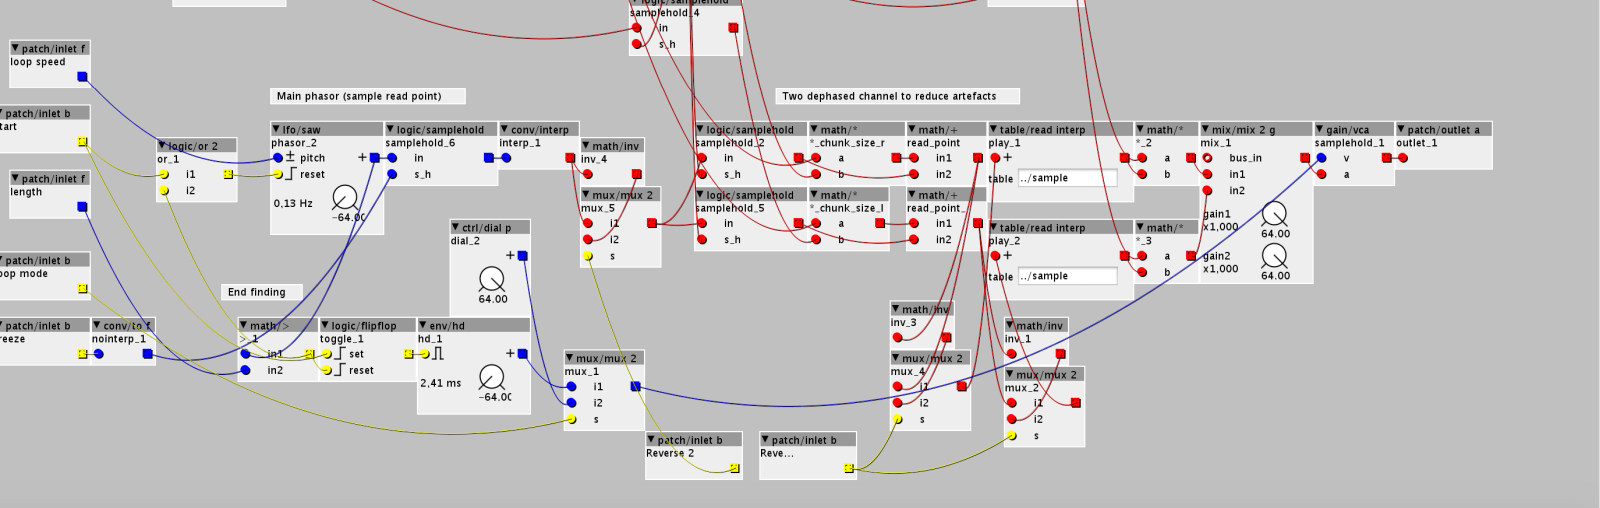 logic/samplehold
samplehold_4
in
s_h
patch/inlet f
loop speed
Main phasor (sample read point)
Two dephased channel to reduce artefacts
patch/inlet b
tart
logic/or 2
or_1
i1
i2
lfo/saw
phasor_2
± pitch +
reset
0,13 Hz
−64.00
logic/samplehold
samplehold_6
in
s_h
conv/interp
interp_1
math/inv
inv_4
mux/mux 2
mux_5
i1
i2
s
logic/samplehold
samplehold_2
in
s_h
math/*
*_chunk_size_r
a
b
math/+
read_point
in1
in2
table/read interp
play_1
+
table ../sample
math/*
*_2
a
b
mix/mix 2 g
mix_1
bus_in
in1
in2
gain1
x1,000
64.00
gain2
x1,000
64.00
gain/vca
samplehold_1
v
a
patch/outlet a
outlet_1
patch/inlet f
length
logic/samplehold
samplehold_5
in
s_h
math/*
*_chunk_size_l
a
b
math/+
read_point_
in1
in2
table/read interp
play_2
+
table ../sample
math/*
*_3
a
b
ctrl/dial p
dial_2
+
64.00
patch/inlet b
oop mode
End finding
patch/inlet b
reeze
conv/to f
nointerp_1
math/>
>_1
in1
in2
logic/flipflop
toggle_1
set
reset
env/hd
hd_1
+
2,41 ms
−64.00
mux/mux 2
mux_1
i1
i2
s
math/inv
inv_3
mux/mux 2
mux_4
i1
i2
s
math/inv
inv_1
mux/mux 2
mux_2
i1
i2
s
patch/inlet b
Reverse 2
patch/inlet b
Reve...